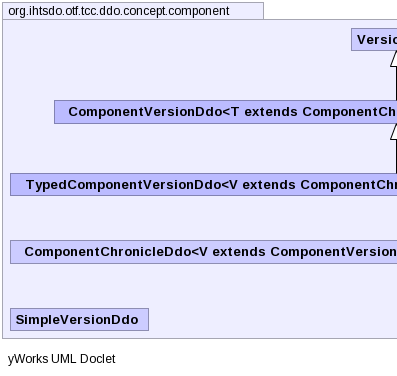 org.ihtsdo.otf.tcc.ddo.concept.component
Versio
ComponentVersionDdo<T extends ComponentCh
TypedComponentVersionDdo<V extends ComponentChr
ComponentChronicleDdo<V extends ComponentVersion
SimpleVersionDdo
yWorks UML Doclet